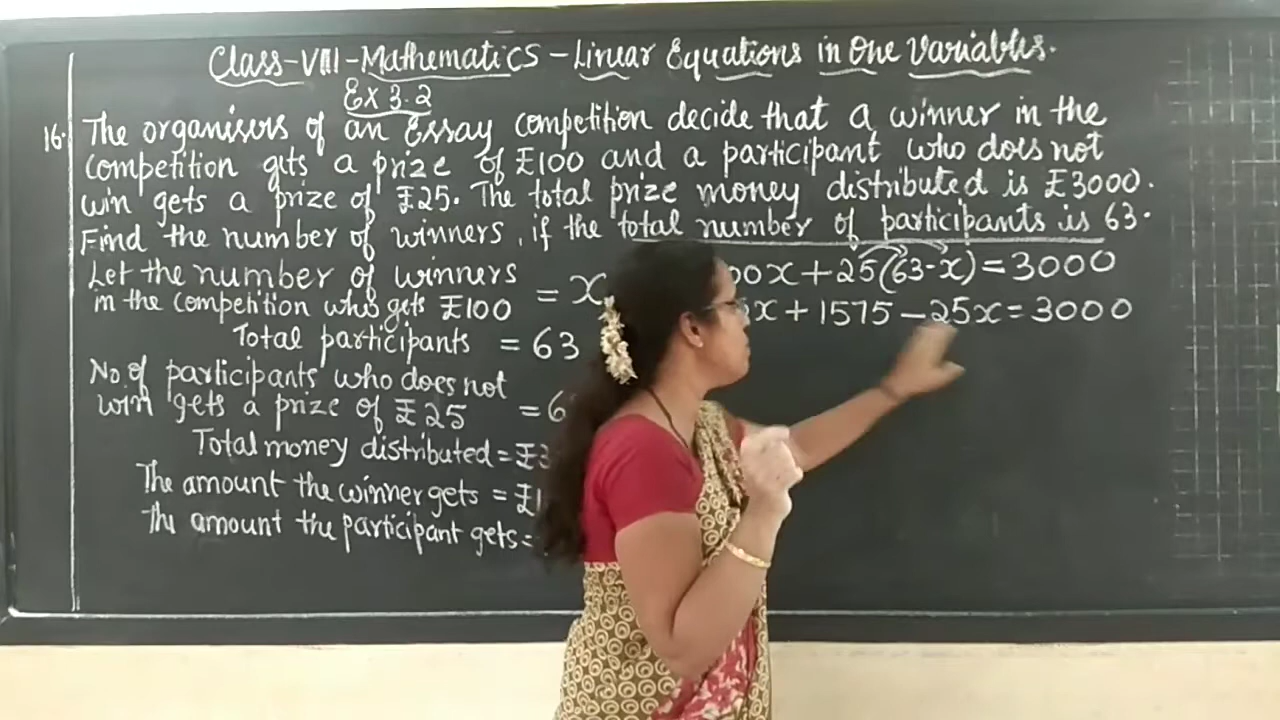 Class-VIII-Mathematics - Linear Equations in One Variables.
Ex 3.2
16. The organisers of an Essay competition decide that a winner in the
competition gets a prize of ₹100 and a participant who does not
win gets a prize of ₹25. The total prize money distributed is ₹3000.
Find the number of winners, if the total number of participants is 63.
Let the number of winners
in the competition who gets ₹100 = x
Total participants = 63
No. of participants who does not
win gets a prize of ₹25 = 6
Total money distributed = ₹3
The amount the winner gets = ₹1
The amount the participant gets =
00x + 25(63-x) = 3000
x + 1575 - 25x = 3000